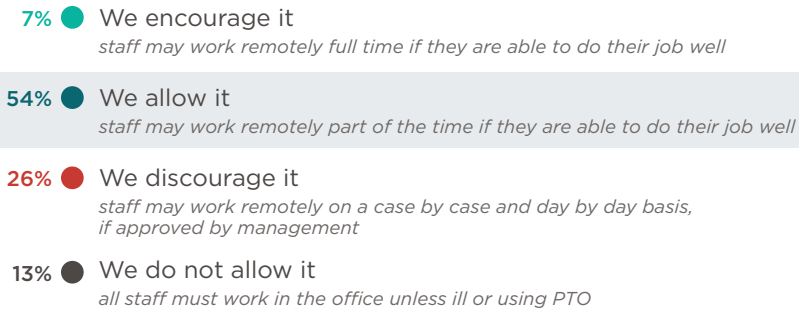 7% We encourage it
staff may work remotely full time if they are able to do their job well
54% We allow it
staff may work remotely part of the time if they are able to do their job well
26% We discourage it
staff may work remotely on a case by case and day by day basis,
if approved by management
13% We do not allow it
all staff must work in the office unless ill or using PTO